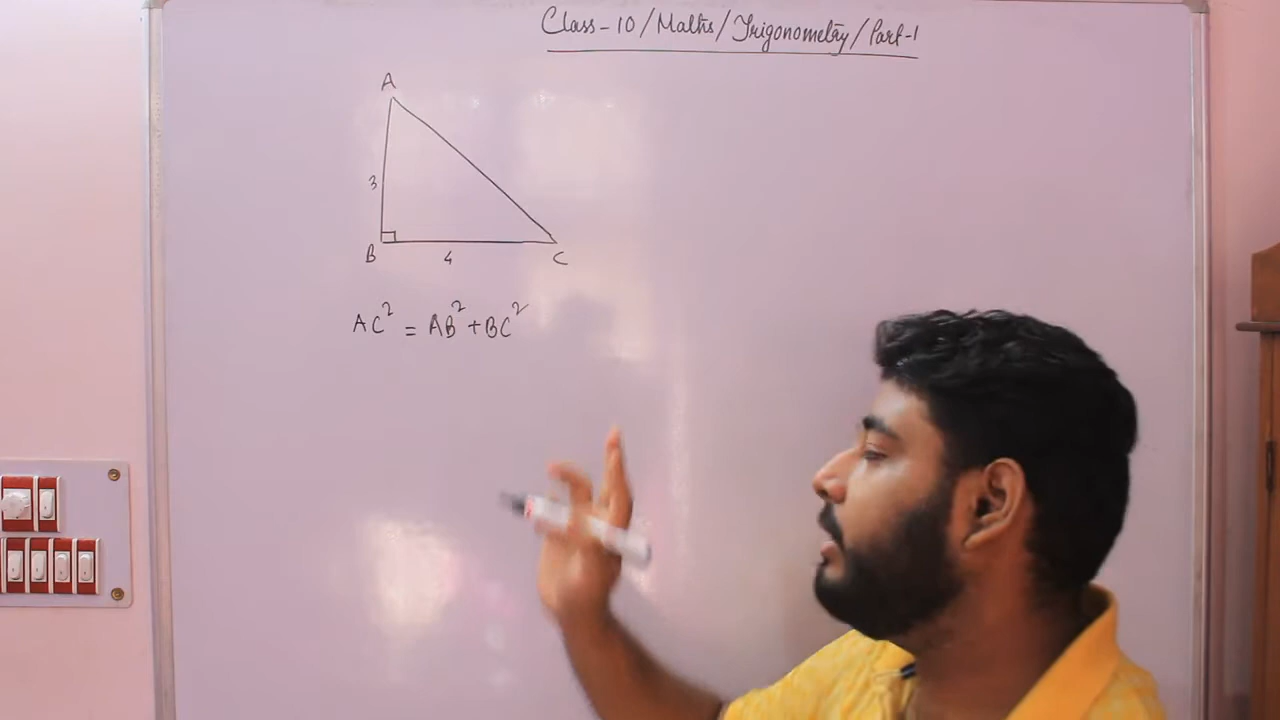 Class-10/Maths/Trigonometry/Part-1
A
3
B
4
C
AC² = AB² + BC²